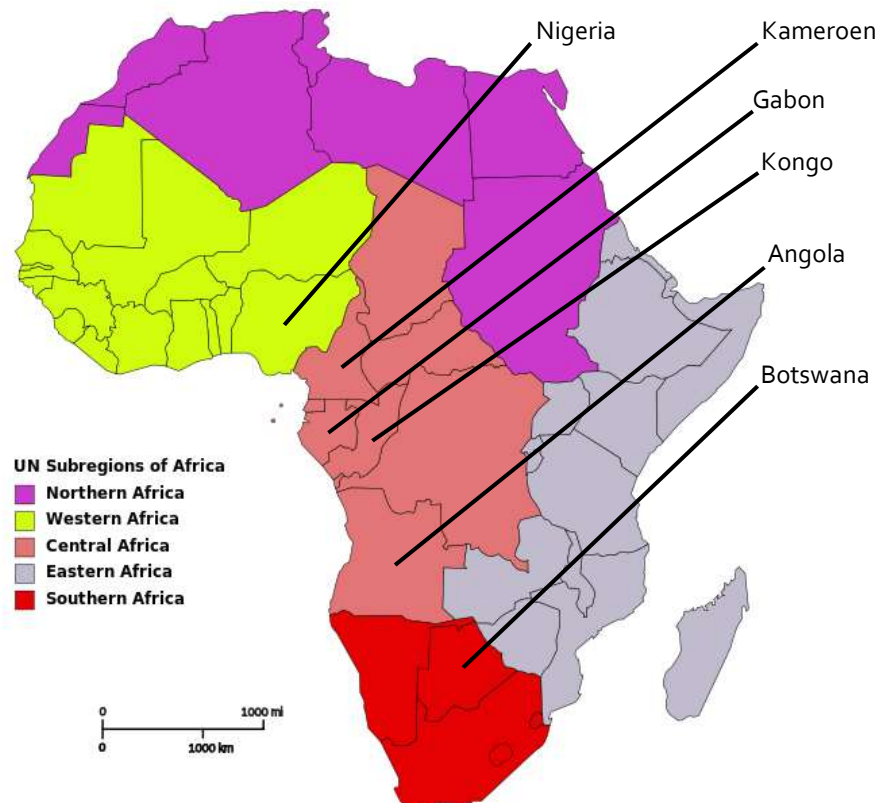 Nigeria
Kameroen
Gabon
Kongo
Angola
Botswana
UN Subregions of Africa
Northern Africa
Western Africa
Central Africa
Eastern Africa
Southern Africa
0 1000 mi
0 1000 km